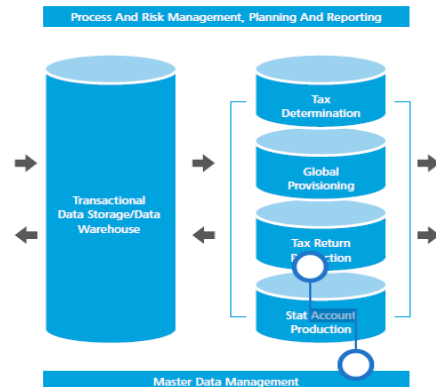 Process And Risk Management, Planning And Reporting
Tax
Determination
Transactional
Data Storage/Data
Warehouse
Global
Provisioning
Tax Return
Stat Account
Production
Master Data Management